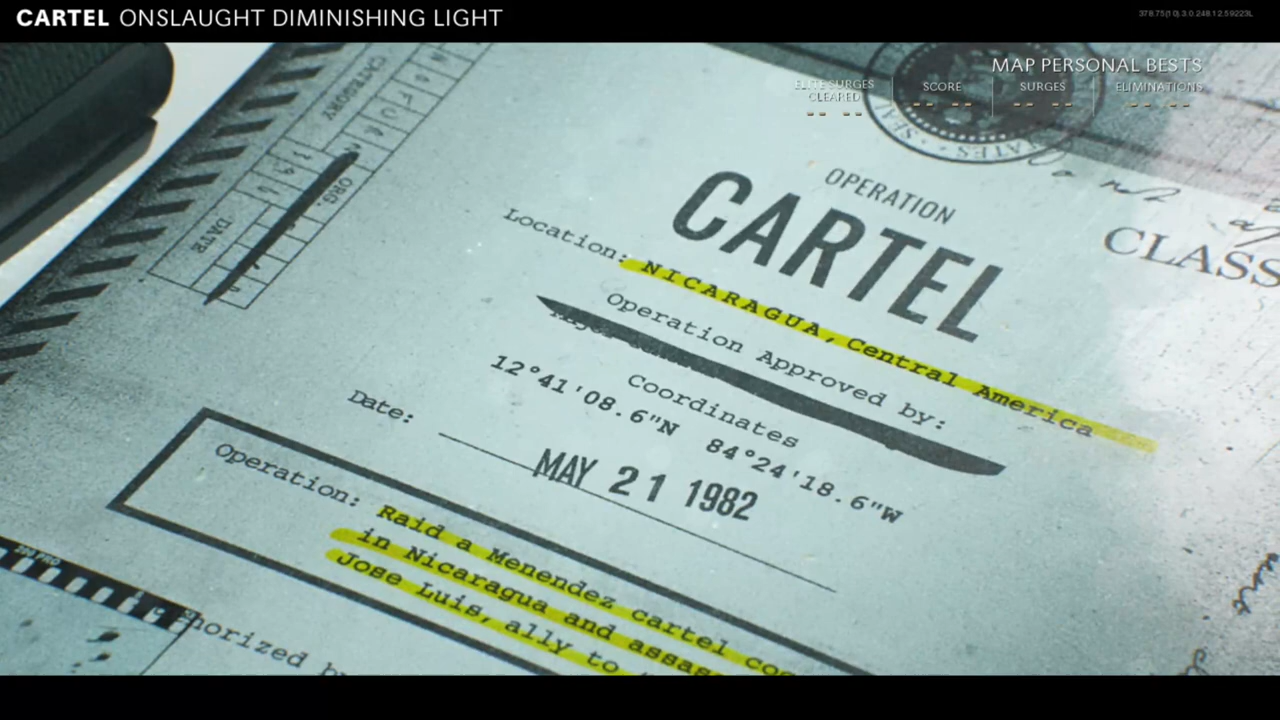 CARTEL ONSLAUGHT DIMINISHING LIGHT
MAP PERSONAL BESTS
ELITE SURGES CLEARED
SCORE
SURGES
ELIMINATIONS
-- --
-- --
-- --
-- --
CATEGORY
ORG.
DATE
OPERATION
CARTEL
CLASS
Location: NICARAGUA, Central America
Operation Approved by:
Coordinates
12°41'08.6"N 84°24'18.6"W
Date:
MAY 21 1982
Operation: Raid a Menendez cartel
in Nicaragua and
Jose Luis, ally to
horized by